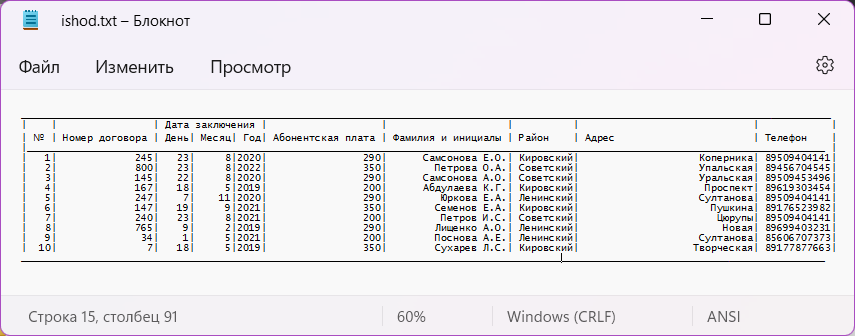 ishod.txt – Блокнот
Файл Изменить Просмотр
| | | Дата заключения | | | | | |
| № | Номер договора | День| Месяц| Год| Абонентская плата | Фамилия и инициалы | Район | Адрес | Телефон |
| 1| 245| 23| 8|2020| 290| Самсонова Е.О.| Кировский| Коперника| 89509404141|
| 2| 800| 23| 8|2022| 350| Петрова О.А.| Советский| Упальская| 89456704545|
| 3| 145| 22| 8|2020| 290| Самсонова А.О.| Советский| Уральская| 89509453496|
| 4| 167| 18| 5|2019| 200| Абдулаева К.Г.| Кировский| Проспект| 89619303454|
| 5| 247| 7| 11|2020| 290| Юркова Е.А.| Ленинский| Султанова| 89509404141|
| 6| 147| 19| 9|2021| 350| Семенов Е.А.| Кировский| Пушкина| 89176523982|
| 7| 240| 23| 8|2021| 200| Петров И.С.| Советский| Цюрупы| 89509404141|
| 8| 765| 9| 2|2019| 290| Лищенко А.О.| Ленинский| Новая| 89699403231|
| 9| 34| 1| 5|2021| 200| Поснова А.Е.| Ленинский| Султанова| 85606707373|
| 10| 7| 18| 5|2019| 350| Сухарев Л.С.| Кировский| Творческая| 89177877663|
Строка 15, столбец 91 60% Windows (CRLF) ANSI